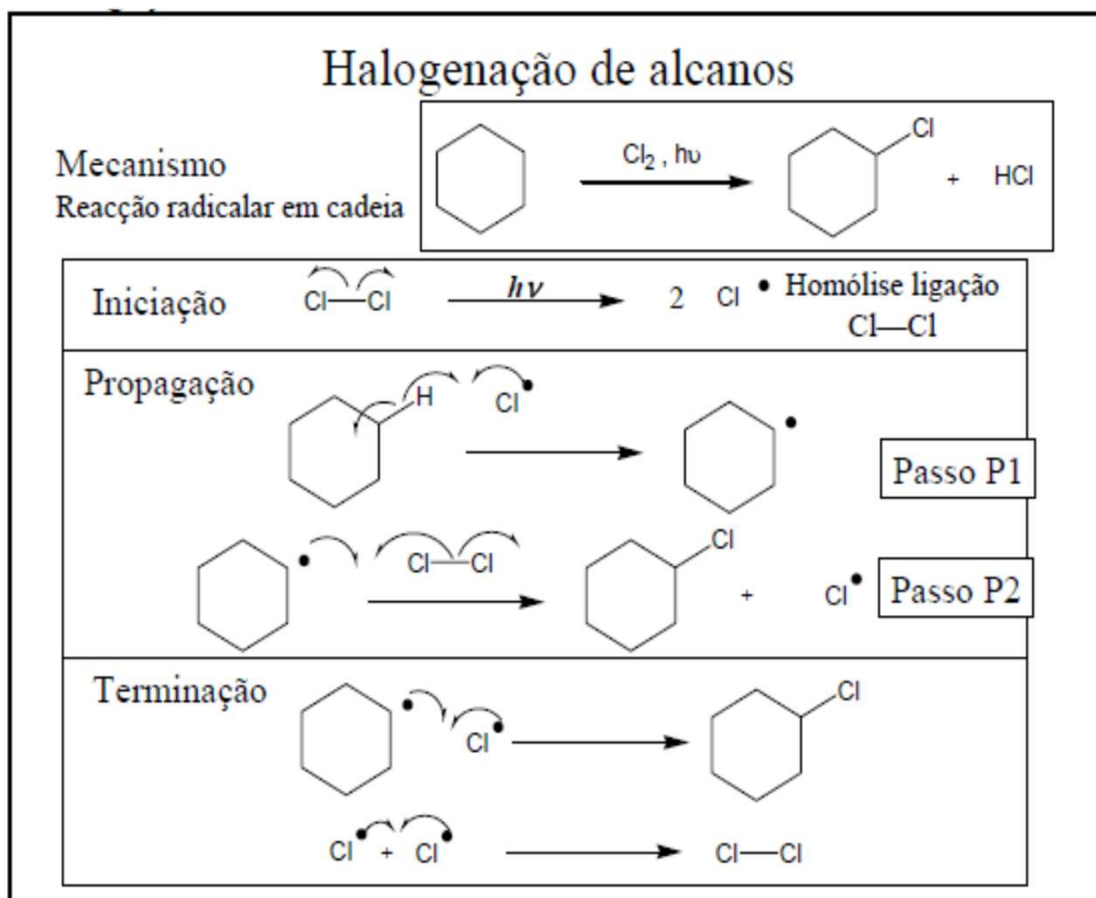 Halogenação de alcanos
Mecanismo
Reacção radicalar em cadeia
Cl2 , hυ
Cl
+ HCl
Iniciação
Cl—Cl
hν
2 Cl • Homólise ligação
Cl—Cl
Propagação
H
Cl•
•
Passo P1
•
Cl—Cl
Cl
+ Cl•
Passo P2
Terminação
•
Cl•
Cl
Cl• + Cl•
Cl—Cl